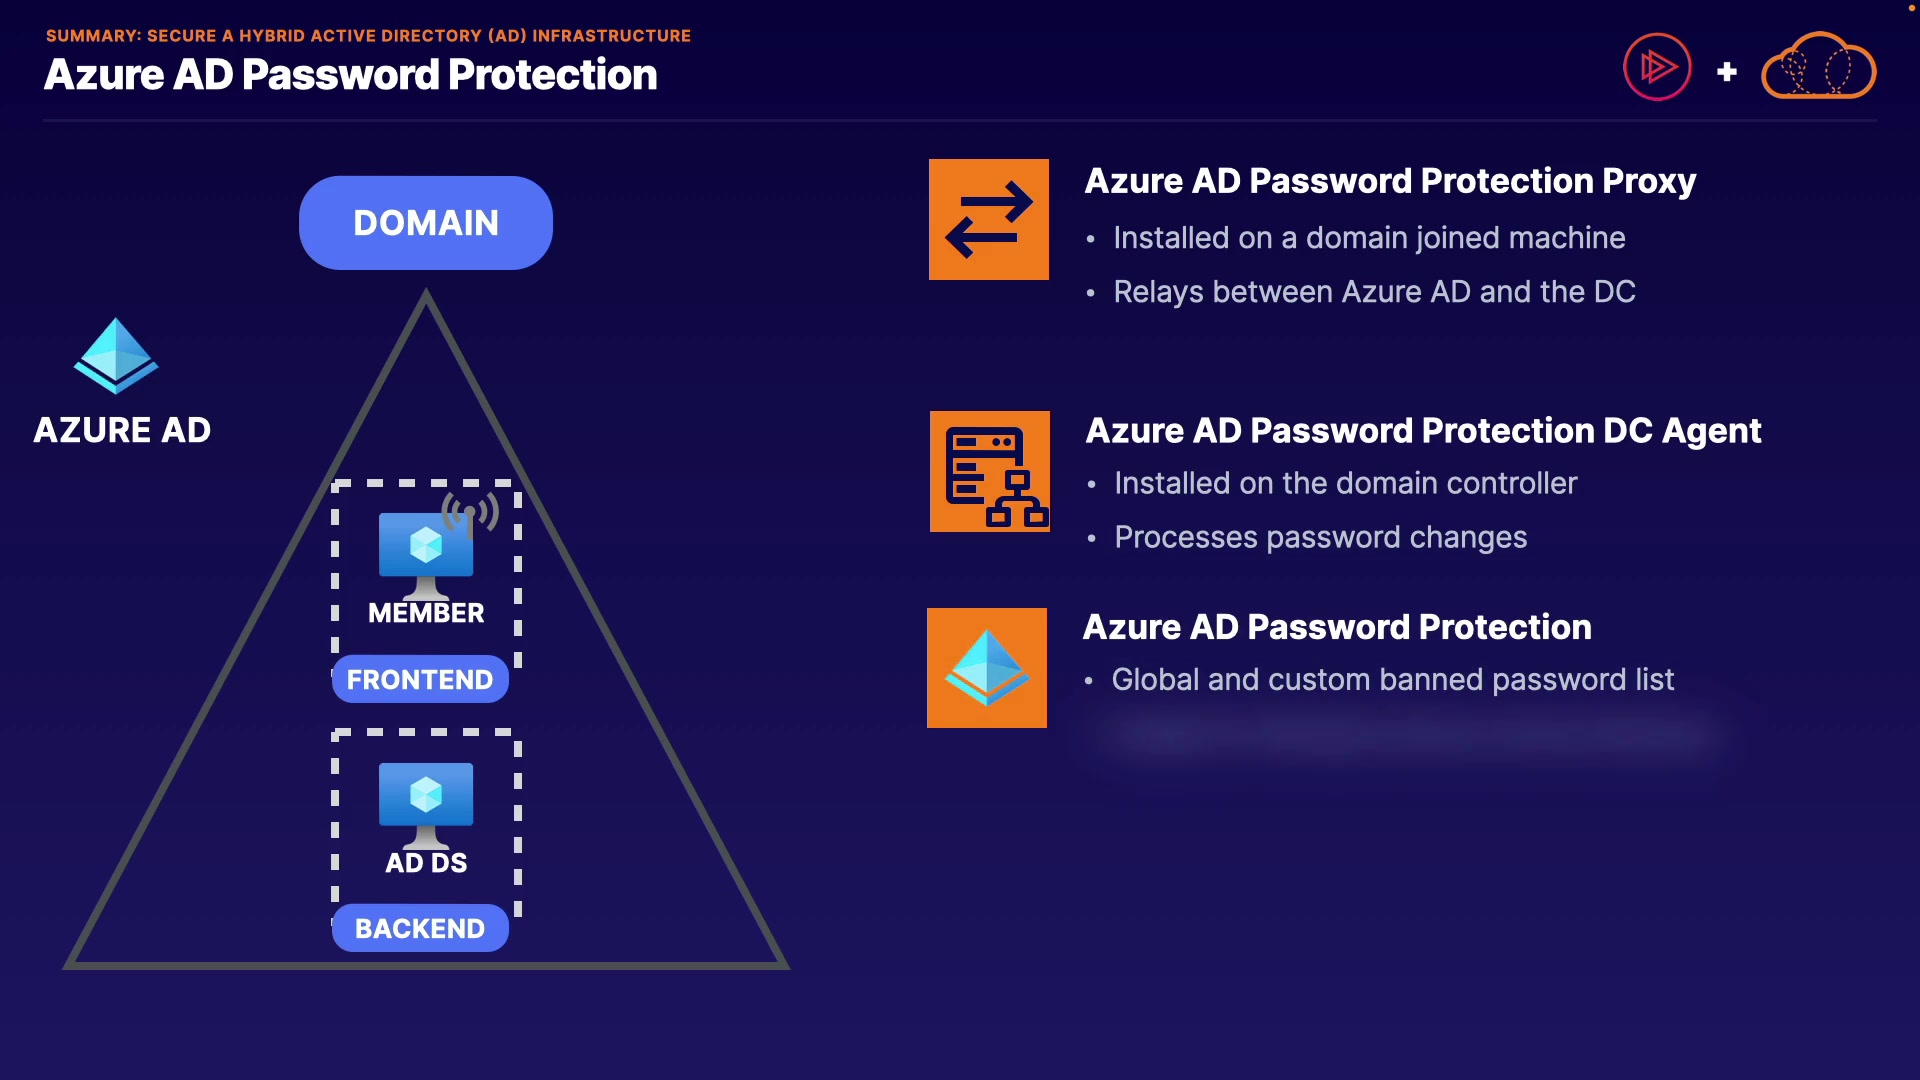 SUMMARY: SECURE A HYBRID ACTIVE DIRECTORY (AD) INFRASTRUCTURE
Azure AD Password Protection
DOMAIN
AZURE AD
MEMBER
FRONTEND
AD DS
BACKEND
Azure AD Password Protection Proxy
• Installed on a domain joined machine
• Relays between Azure AD and the DC
Azure AD Password Protection DC Agent
• Installed on the domain controller
• Processes password changes
Azure AD Password Protection
• Global and custom banned password list